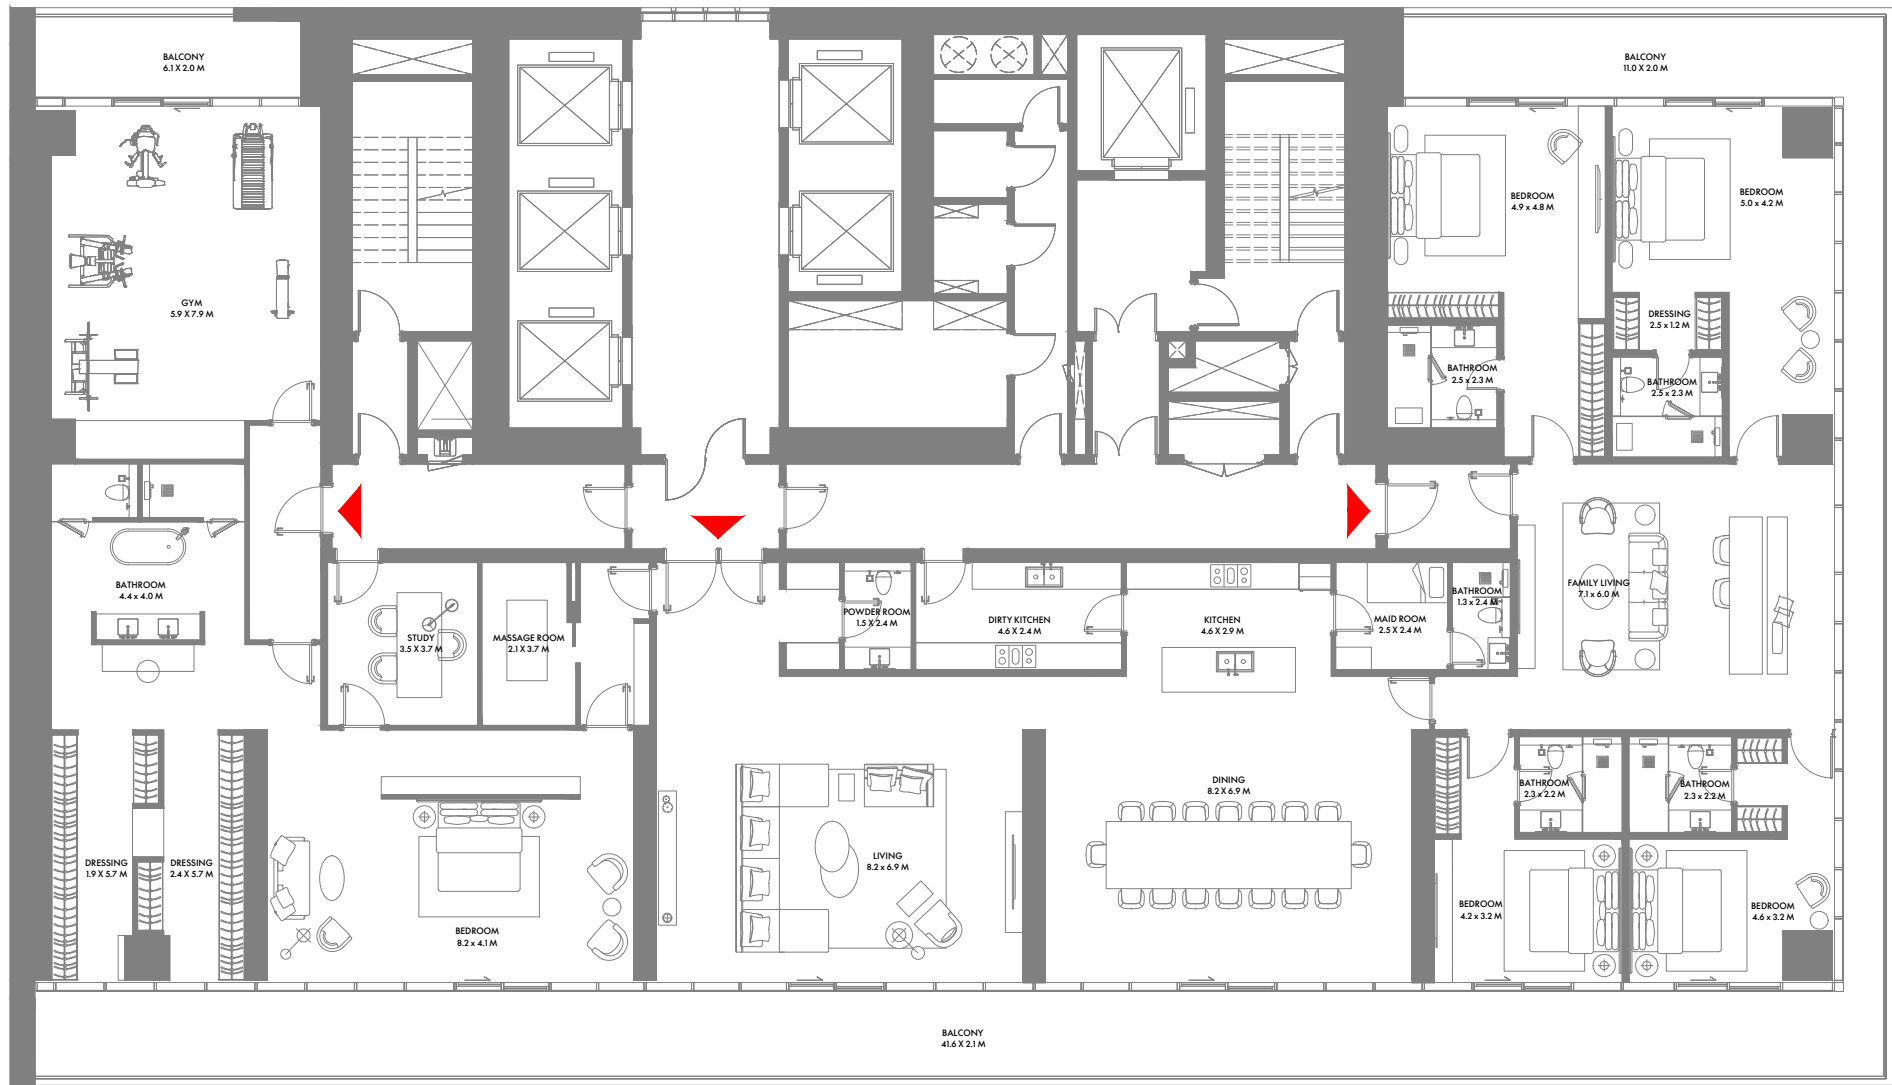 BALCONY
6.1 X 2.0 M
BALCONY
11.0 X 2.0 M
BEDROOM
4.9 x 4.8 M
BEDROOM
5.0 x 4.2 M
GYM
5.9 X 7.9 M
DRESSING
2.5 x 1.2 M
BATHROOM
2.5 x 2.3 M
BATHROOM
2.5 x 2.3 M
BATHROOM
4.4 x 4.0 M
STUDY
3.5 X 3.7 M
MASSAGE ROOM
2.1 X 3.7 M
POWDER ROOM
1.5 X 2.4 M
DIRTY KITCHEN
4.6 X 2.4 M
KITCHEN
4.6 X 2.9 M
MAID ROOM
2.5 X 2.4 M
BATHROOM
1.3 x 2.4 M
FAMILY LIVING
7.1 x 6.0 M
DINING
8.2 X 6.9 M
BATHROOM
2.3 x 2.2 M
BATHROOM
2.3 x 2.2 M
DRESSING
1.9 X 5.7 M
DRESSING
2.4 X 5.7 M
LIVING
8.2 x 6.9 M
BEDROOM
8.2 x 4.1 M
BEDROOM
4.2 x 3.2 M
BEDROOM
4.6 x 3.2 M
BALCONY
41.6 X 2.1 M